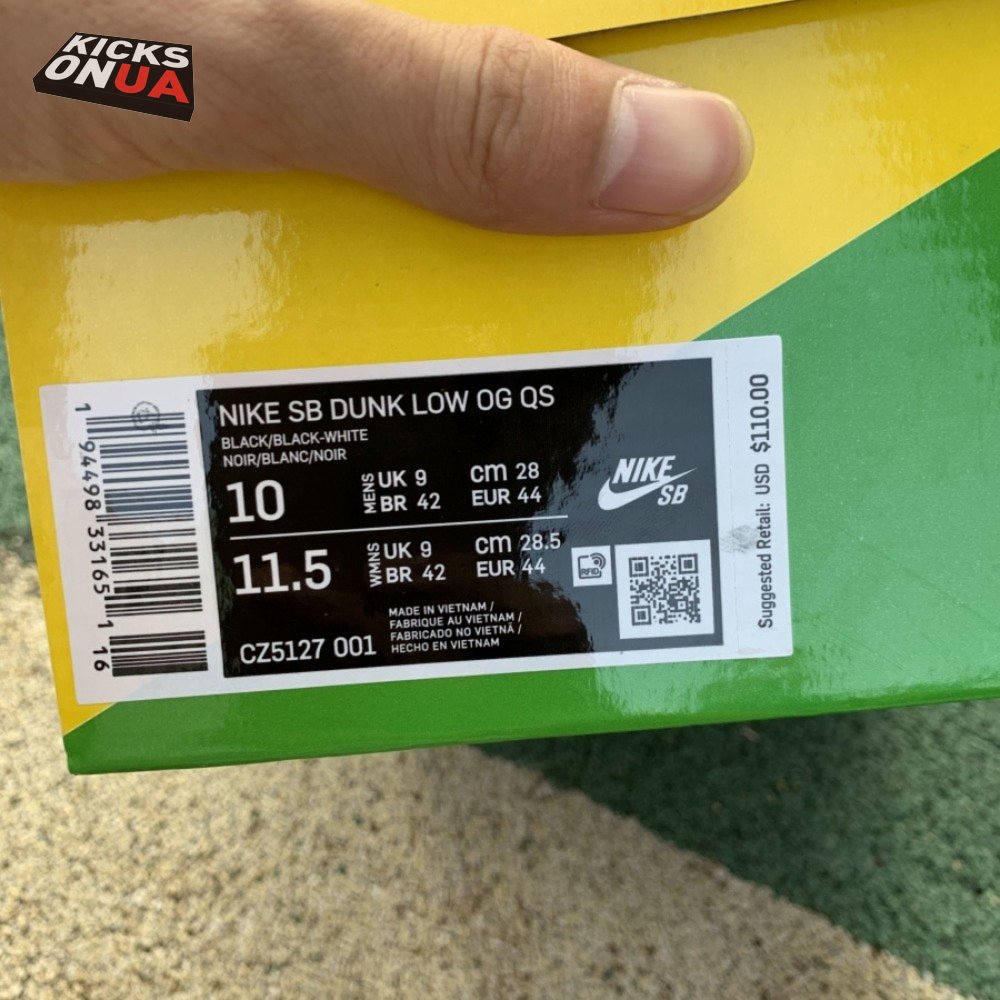 KICKS
ONUA
NIKE SB DUNK LOW OG QS
BLACK/BLACK-WHITE
NOIR/BLANC/NOIR
10
MENS
UK 9
cm 28
BR 42
EUR 44
11.5
WMNS
UK 9
cm 28.5
BR 42
EUR 44
CZ5127 001
MADE IN VIETNAM /
FABRIQUE AU VIETNAM /
FABRICADO NO VIETNÃ /
HECHO EN VIETNAM
NIKE
SB
RFID
1 94498 33165 1 16
Suggested Retail: USD $110.00